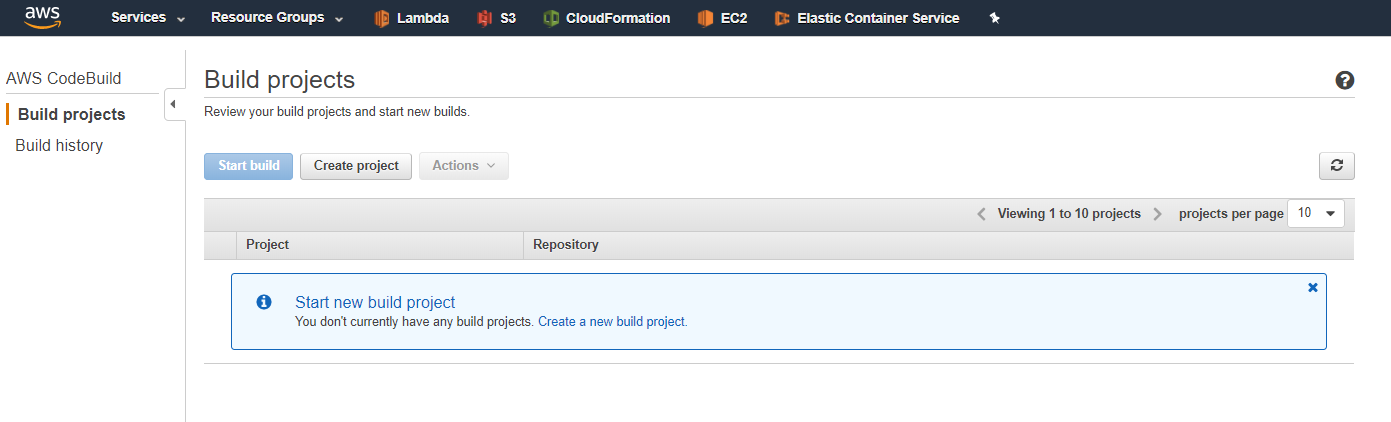 aws Services Resource Groups Lambda S3 CloudFormation EC2 Elastic Container Service
AWS CodeBuild
Build projects
Build history
Build projects
Review your build projects and start new builds.
Start build Create project Actions
Viewing 1 to 10 projects projects per page 10
Project Repository
Start new build project
You don't currently have any build projects. Create a new build project.